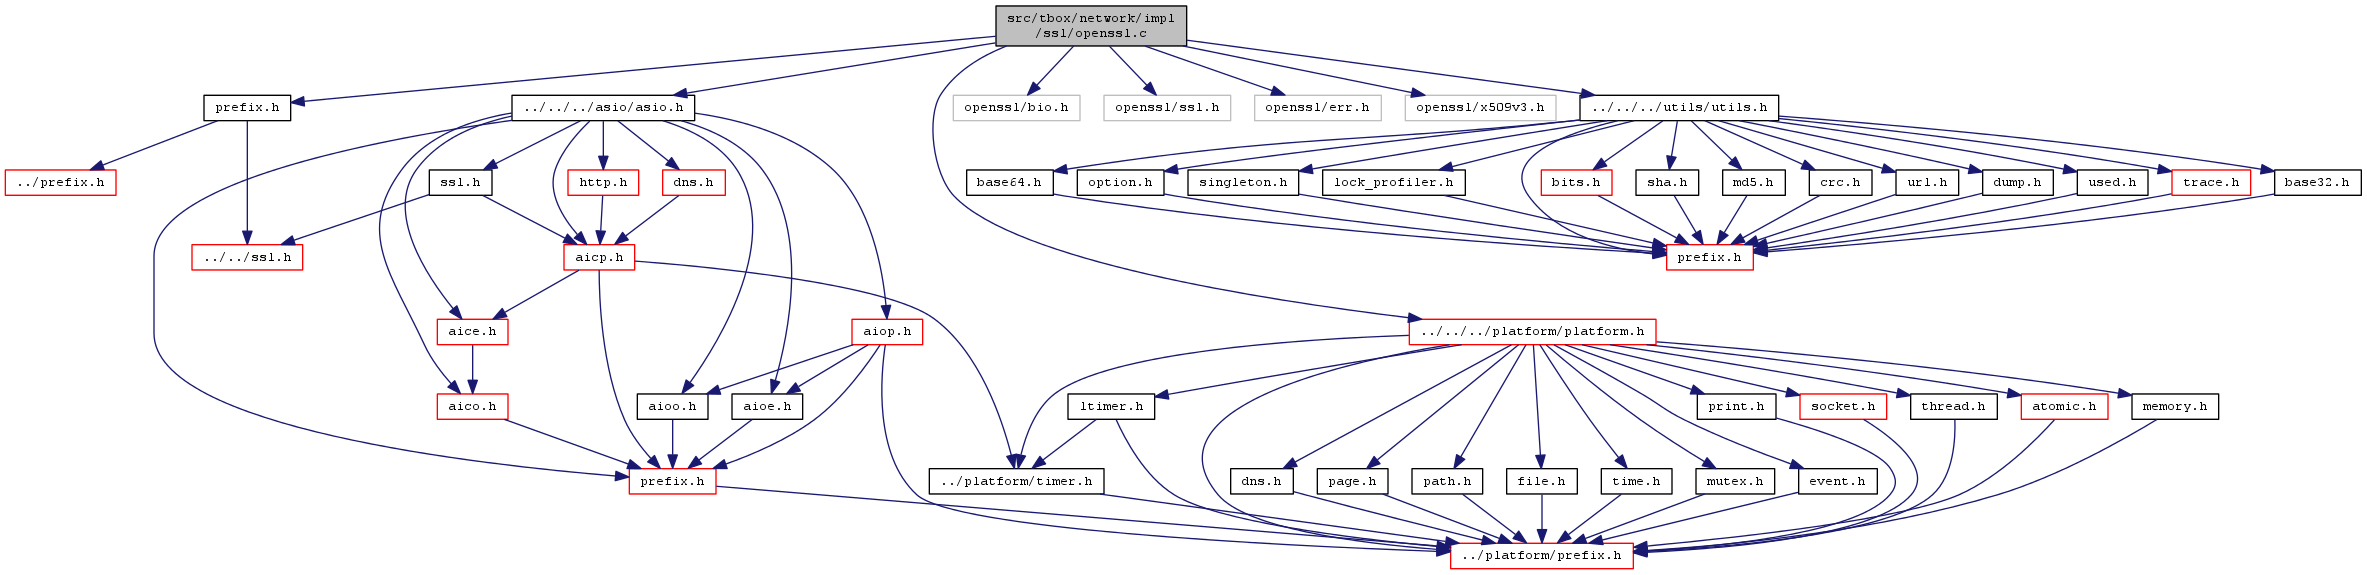 src/tbox/network/impl
/ssl/openssl.c
prefix.h
../../../asio/asio.h
openssl/bio.h
openssl/ssl.h
openssl/err.h
openssl/x509v3.h
../../../utils/utils.h
../prefix.h
ssl.h
http.h
dns.h
base64.h
option.h
singleton.h
lock_profiler.h
bits.h
sha.h
md5.h
crc.h
url.h
dump.h
used.h
trace.h
base32.h
../../ssl.h
aicp.h
prefix.h
aice.h
aiop.h
../../../platform/platform.h
aico.h
aioo.h
aioe.h
ltimer.h
print.h
socket.h
thread.h
atomic.h
memory.h
prefix.h
../platform/timer.h
dns.h
page.h
path.h
file.h
time.h
mutex.h
event.h
../platform/prefix.h